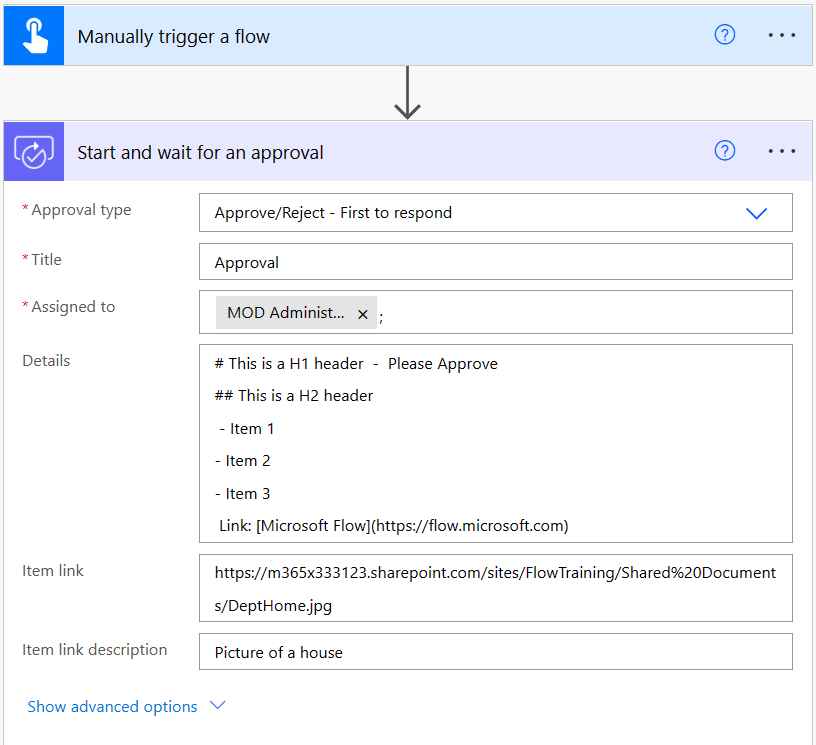 Manually trigger a flow
?
Start and wait for an approval
?
* Approval type
Approve/Reject - First to respond
* Title
Approval
* Assigned to
MOD Administ... × ;
Details
# This is a H1 header  -  Please Approve
## This is a H2 header
- Item 1
- Item 2
- Item 3
Link: [Microsoft Flow](https://flow.microsoft.com)
Item link
https://m365x333123.sharepoint.com/sites/FlowTraining/Shared%20Document
s/DeptHome.jpg
Item link description
Picture of a house
Show advanced options